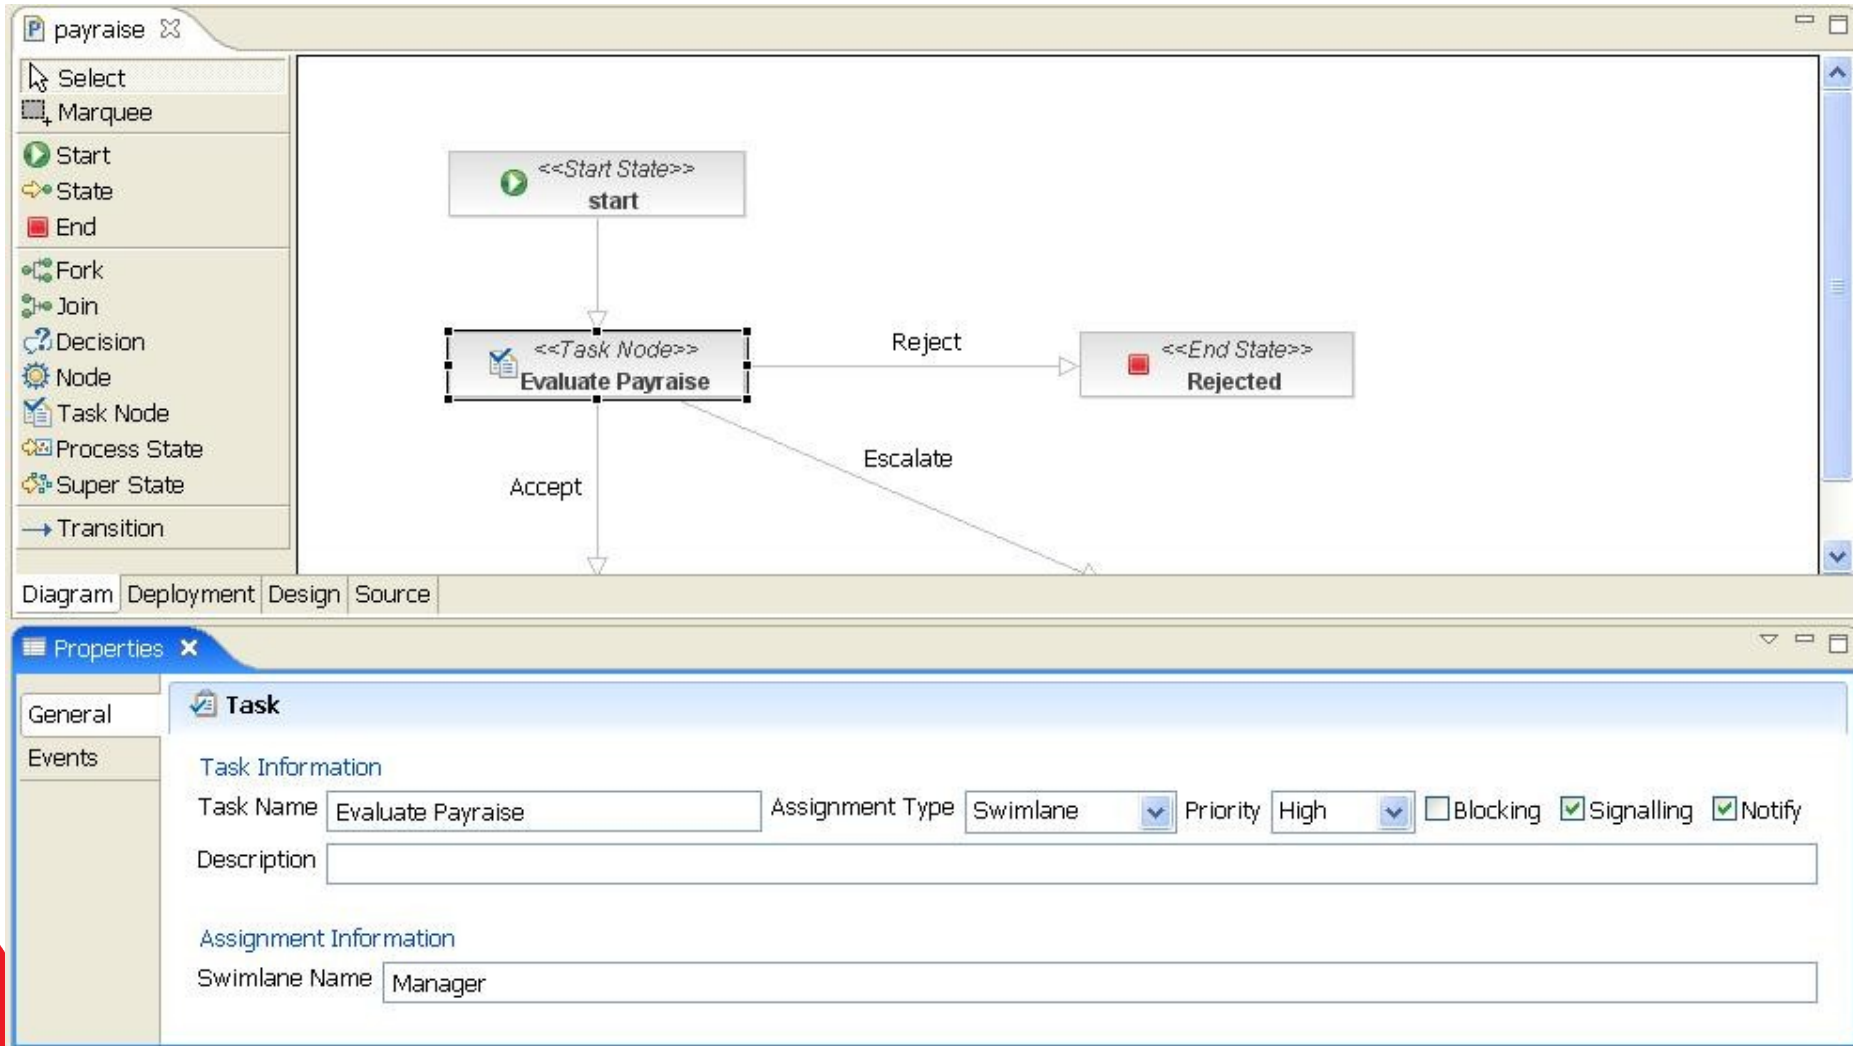 payraise
Select
Marquee
Start
State
End
Fork
Join
Decision
Node
Task Node
Process State
Super State
Transition
<<Start State>>
start
<<Task Node>>
Evaluate Payraise
Reject
<<End State>>
Rejected
Escalate
Accept
Diagram Deployment Design Source
Properties
General
Events
Task
Task Information
Task Name Evaluate Payraise Assignment Type Swimlane Priority High Blocking Signalling Notify
Description
Assignment Information
Swimlane Name Manager